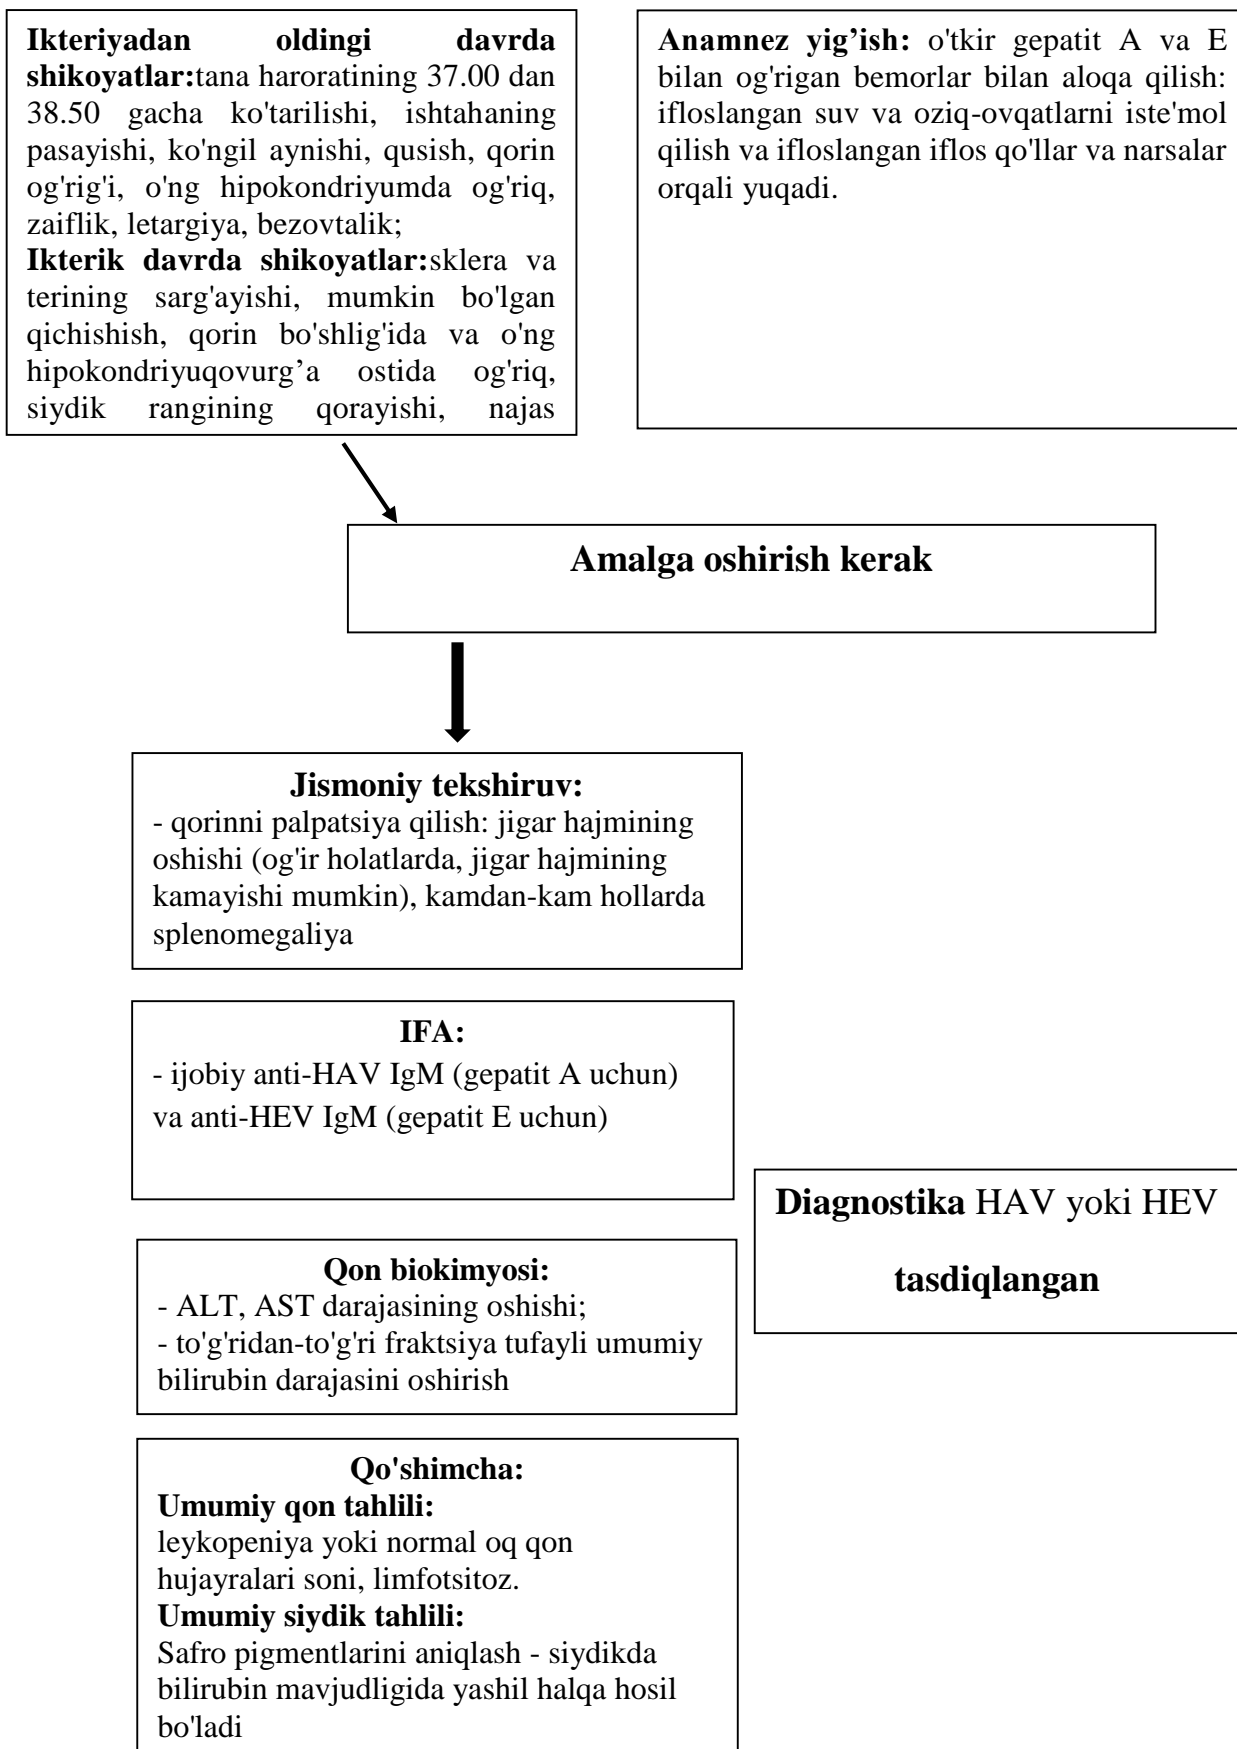 Ikteriyadan oldingi davrda
shikoyatlar:tana haroratining 37.00 dan
38.50 gacha ko'tarilishi, ishtahaning
pasayishi, ko'ngil aynishi, qusish, qorin
og'rig'i, o'ng hipokondriyumda og'riq,
zaiflik, letargiya, bezovtalik;
Ikterik davrda shikoyatlar:sklera va
terining sarg'ayishi, mumkin bo'lgan
qichishish, qorin bo'shlig'ida va o'ng
hipokondriyuqovurg’a ostida og'riq,
siydik rangining qorayishi, najas
Anamnez yig’ish: o'tkir gepatit A va E
bilan og'rigan bemorlar bilan aloqa qilish:
ifloslangan suv va oziq-ovqatlarni iste'mol
qilish va ifloslangan iflos qo'llar va narsalar
orqali yuqadi.
Amalga oshirish kerak
Jismoniy tekshiruv:
- qorinni palpatsiya qilish: jigar hajmining
oshishi (og'ir holatlarda, jigar hajmining
kamayishi mumkin), kamdan-kam hollarda
splenomegaliya
IFA:
- ijobiy anti-HAV IgM (gepatit A uchun)
va anti-HEV IgM (gepatit E uchun)
Diagnostika HAV yoki HEV
tasdiqlangan
Qon biokimyosi:
- ALT, AST darajasining oshishi;
- to'g'ridan-to'g'ri fraktsiya tufayli umumiy
bilirubin darajasini oshirish
Qo'shimcha:
Umumiy qon tahlili:
leykopeniya yoki normal oq qon
hujayralari soni, limfotsitoz.
Umumiy siydik tahlili:
Safro pigmentlarini aniqlash - siydikda
bilirubin mavjudligida yashil halqa hosil
bo'ladi